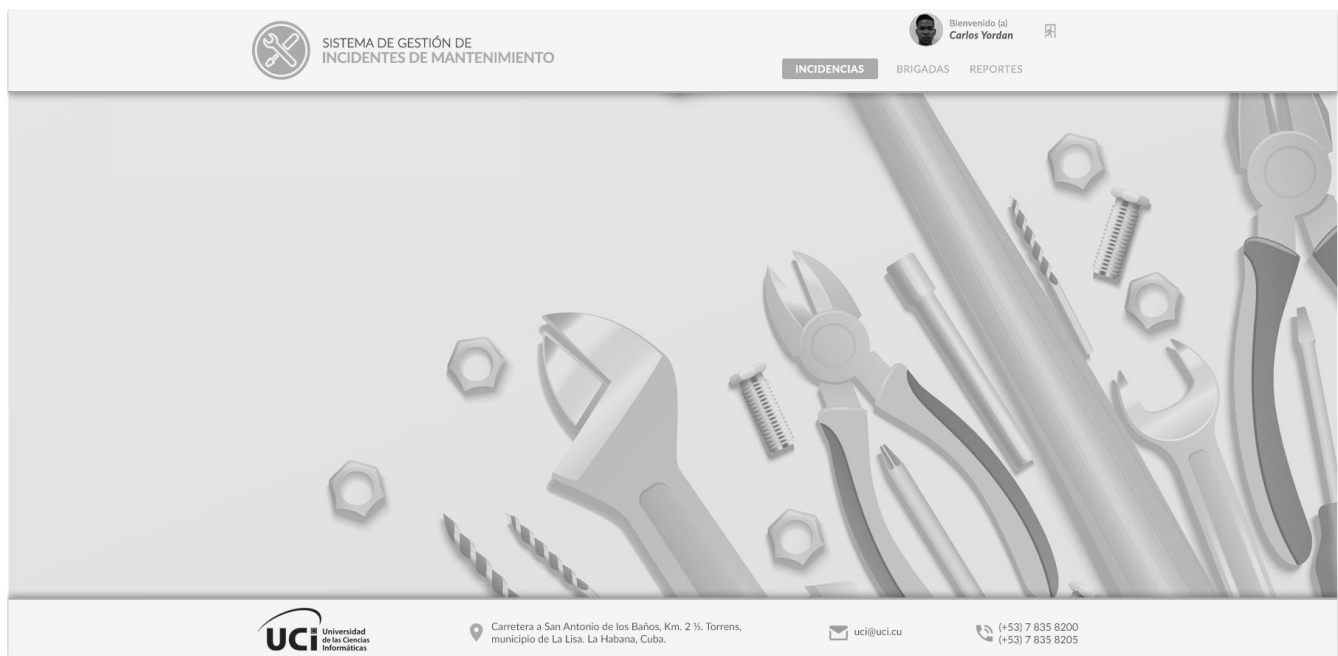 SISTEMA DE GESTIÓN DE
INCIDENTES DE MANTENIMIENTO
Bienvenido (a)
Carlos Yordan
INCIDENCIAS BRIGADAS REPORTES
UCi Universidad
de las Ciencias
Informáticas
Carretera a San Antonio de los Baños, Km. 2 ½. Torrens,
municipio de La Lisa. La Habana, Cuba.
uci@uci.cu
(+53) 7 835 8200
(+53) 7 835 8205